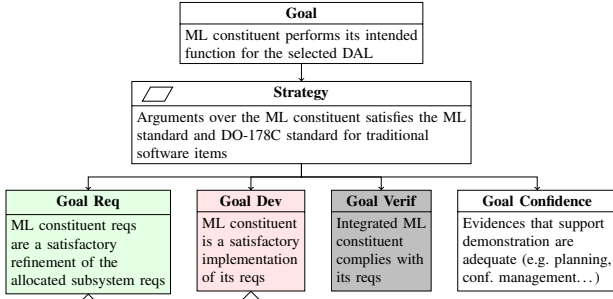 Goal
ML constituent performs its intended
function for the selected DAL
Strategy
Arguments over the ML constituent satisfies the ML
standard and DO-178C standard for traditional
software items
Goal Req
ML constituent reqs
are a satisfactory
refinement of the
allocated subsystem reqs
Goal Dev
ML constituent
is a satisfactory
implementation
of its reqs
Goal Verif
Integrated ML
constituent
complies with
its reqs
Goal Confidence
Evidences that support
demonstration are
adequate (e.g. planning,
conf. management...)